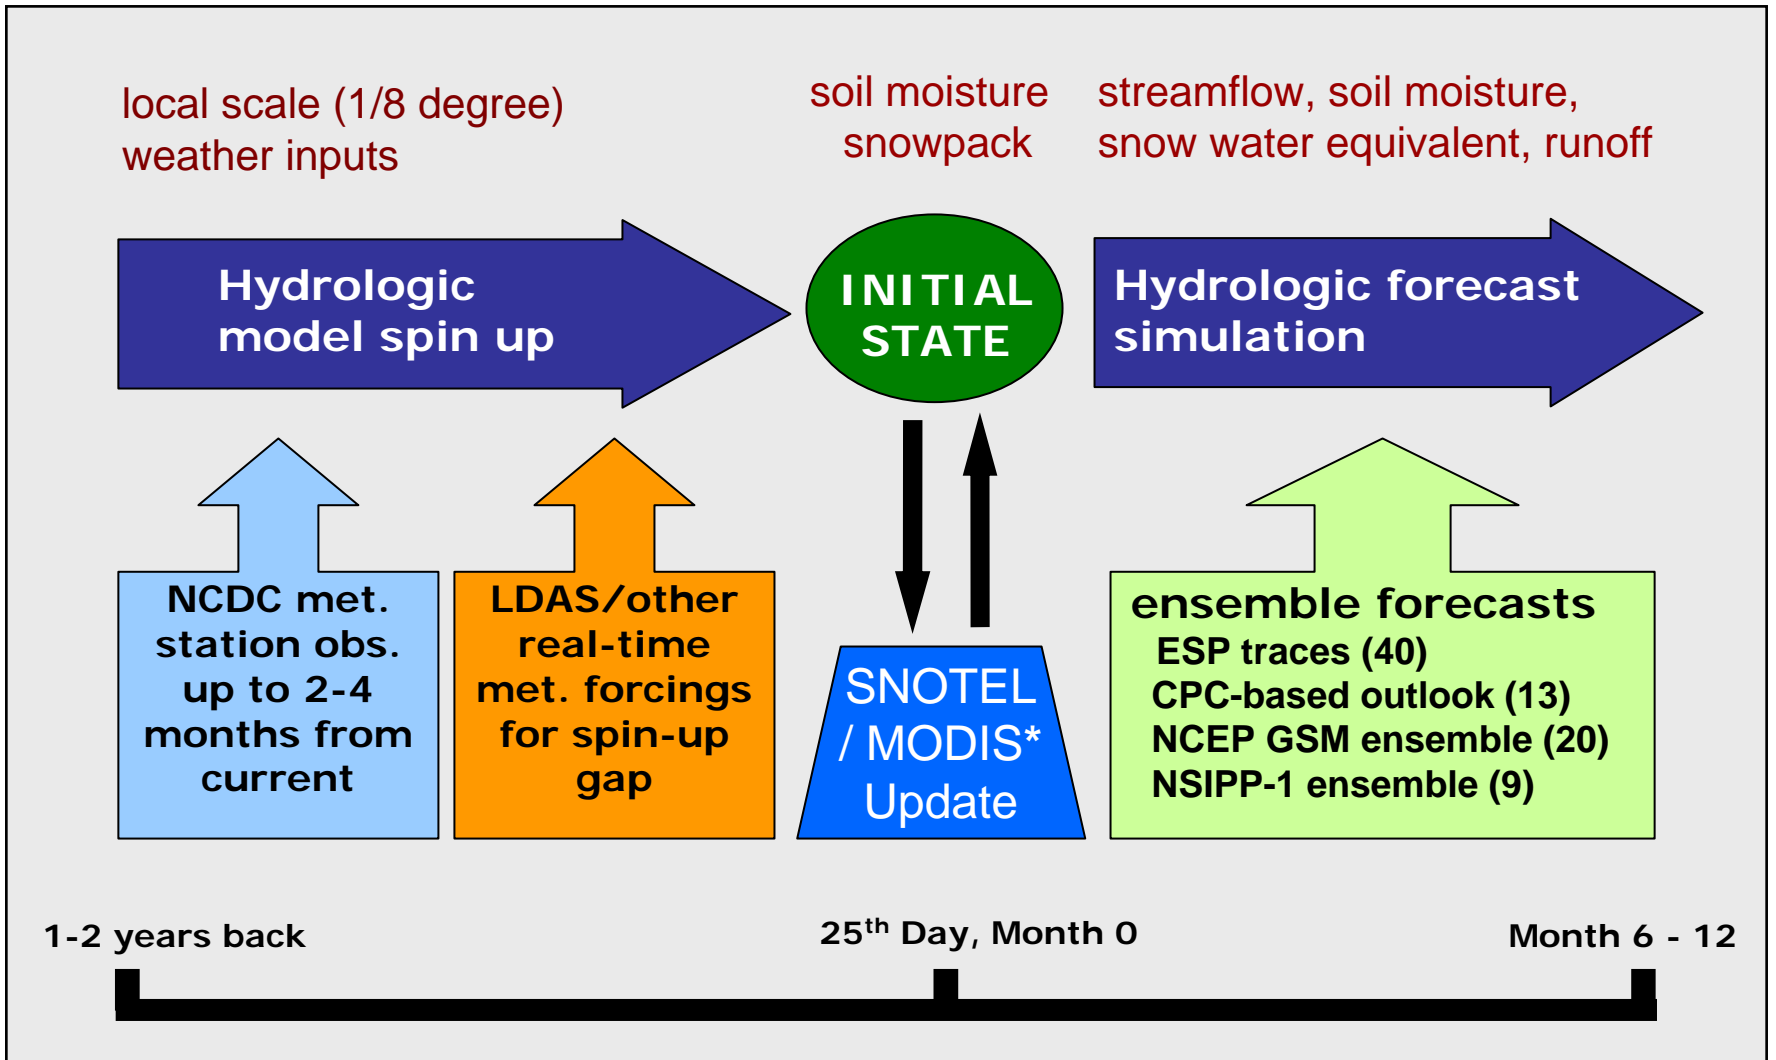 local scale (1/8 degree)
weather inputs
soil moisture
snowpack
streamflow, soil moisture,
snow water equivalent, runoff
Hydrologic
model spin up
INITIAL
STATE
Hydrologic forecast
simulation
NCDC met.
station obs.
up to 2-4
months from
current
LDAS/other
real-time
met. forcings
for spin-up
gap
SNOTEL
/ MODIS*
Update
ensemble forecasts
ESP traces (40)
CPC-based outlook (13)
NCEP GSM ensemble (20)
NSIPP-1 ensemble (9)
1-2 years back
25th Day, Month 0
Month 6 - 12